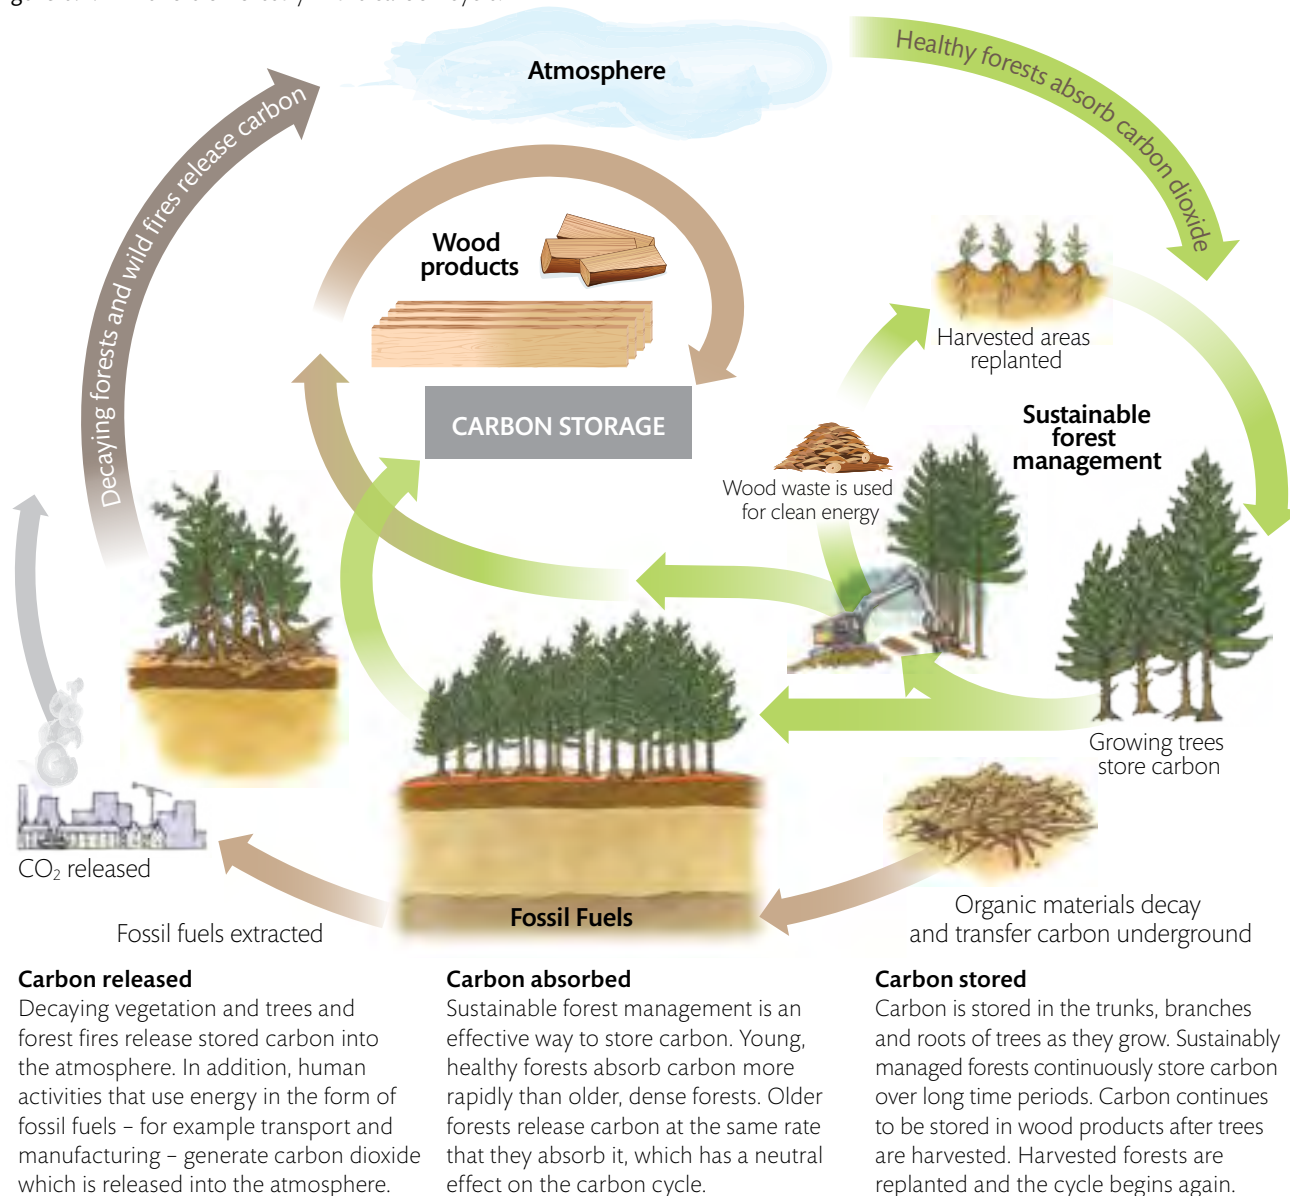 Atmosphere
Healthy forests absorb carbon dioxide
Decaying forests and wild fires release carbon
Wood
products
CARBON STORAGE
Harvested areas
replanted
Sustainable
forest
management
Wood waste is used
for clean energy
Growing trees
store carbon
CO₂ released
Fossil fuels extracted
Fossil Fuels
Organic materials decay
and transfer carbon underground
Carbon released
Decaying vegetation and trees and
forest fires release stored carbon into
the atmosphere. In addition, human
activities that use energy in the form of
fossil fuels – for example transport and
manufacturing – generate carbon dioxide
which is released into the atmosphere.
Carbon absorbed
Sustainable forest management is an
effective way to store carbon. Young,
healthy forests absorb carbon more
rapidly than older, dense forests. Older
forests release carbon at the same rate
that they absorb it, which has a neutral
effect on the carbon cycle.
Carbon stored
Carbon is stored in the trunks, branches
and roots of trees as they grow. Sustainably
managed forests continuously store carbon
over long time periods. Carbon continues
to be stored in wood products after trees
are harvested. Harvested forests are
replanted and the cycle begins again.